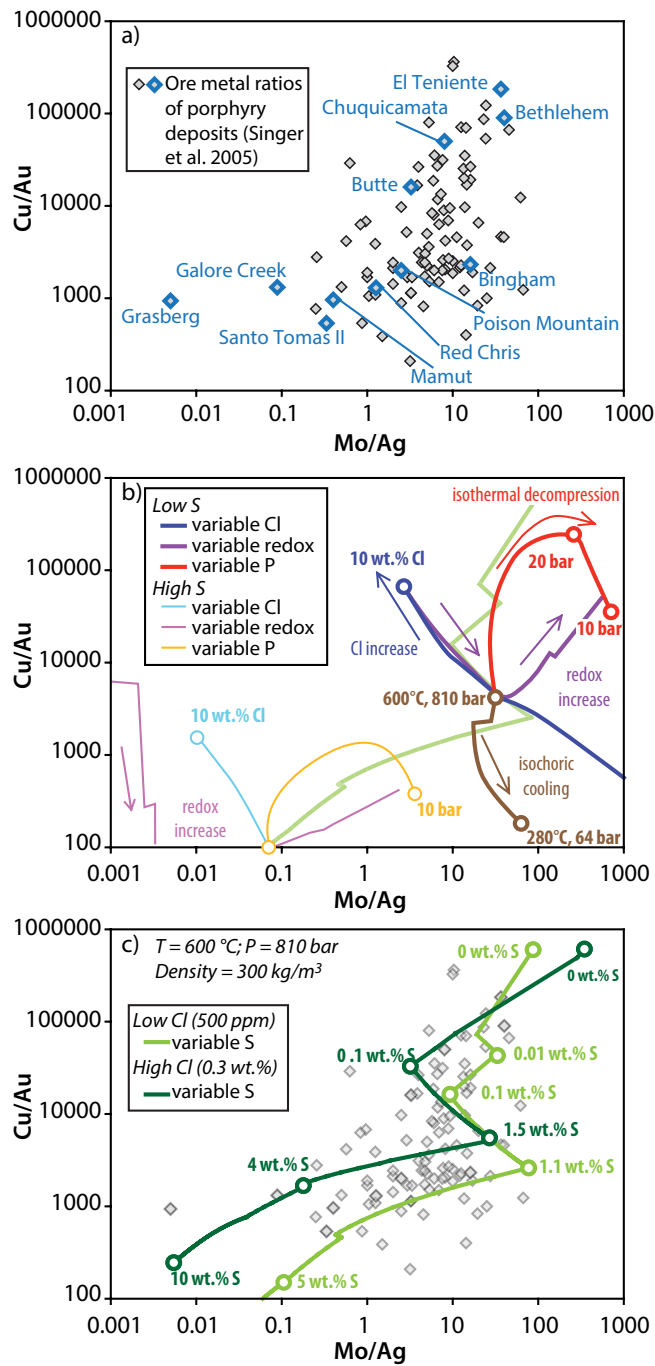 a)
Ore metal ratios
of porphyry
deposits (Singer
et al. 2005)
El Teniente
Chuquicamata
Bethlehem
Butte
Galore Creek
Bingham
Grasberg
Santo Tomas II
Poison Mountain
Red Chris
Mamut
Cu/Au
100000
10000
1000
100
0.001
0.01
0.1
1
10
100
1000
Mo/Ag
b)
1000000
Low S
variable Cl
variable redox
variable P
High S
variable Cl
variable redox
variable P
isothermal decompression
10 wt.% Cl
20 bar
Cl increase
10 bar
600°C, 810 bar
redox
increase
10 wt.% Cl
isochoric
cooling
redox
increase
10 bar
280°C, 64 bar
Cu/Au
100000
10000
1000
100
0.001
0.01
0.1
1
10
100
1000
Mo/Ag
c)
1000000
T = 600 °C; P = 810 bar
Density = 300 kg/m³
0 wt.% S
0 wt.% S
Low Cl (500 ppm)
variable S
High Cl (0.3 wt.%)
variable S
0 .1 wt.% S
0.01 wt.% S
0.1 wt.% S
1.5 wt.% S
4 wt.% S
1.1 wt.% S
10 wt.% S
5 wt.% S
Cu/Au
100000
10000
1000
100
0.001
0.01
0.1
1
10
100
1000
Mo/Ag